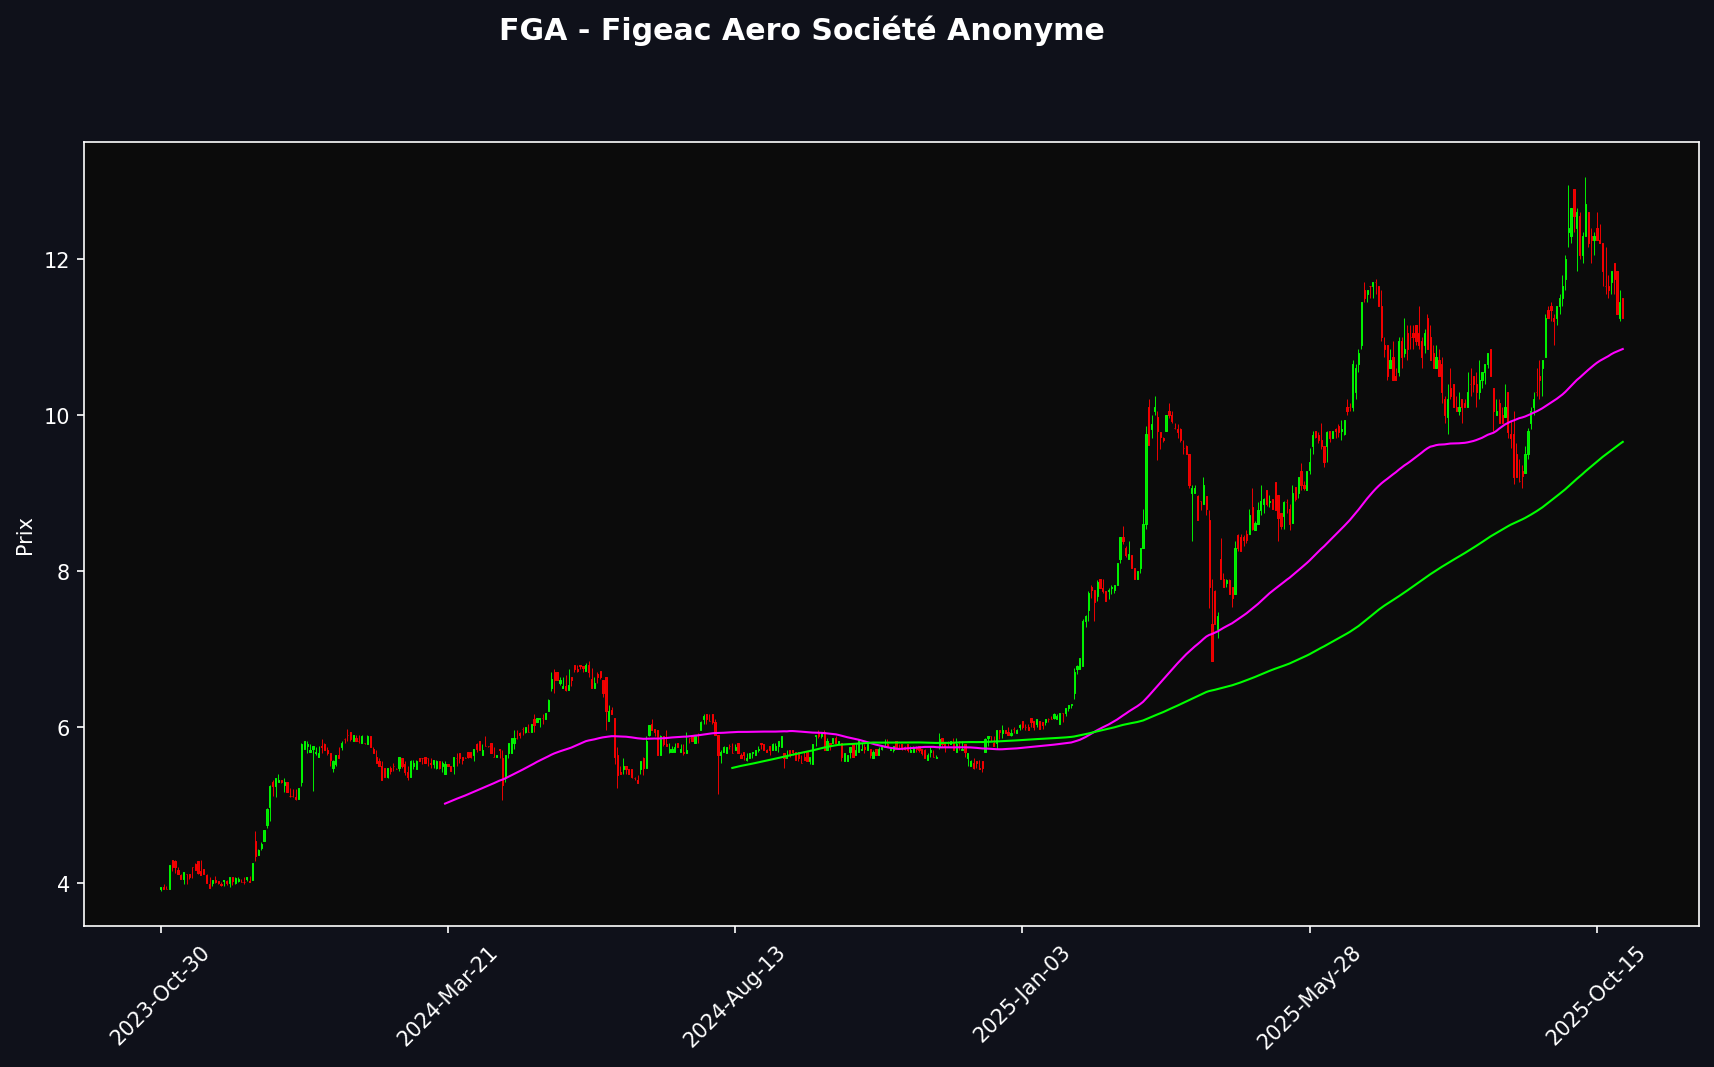 FGA - Figeac Aero Société Anonyme
Prix
12
10
8
6
4
2023-Oct-30
2024-Mar-21
2024-Aug-13
2025-Jan-03
2025-May-28
2025-Oct-15